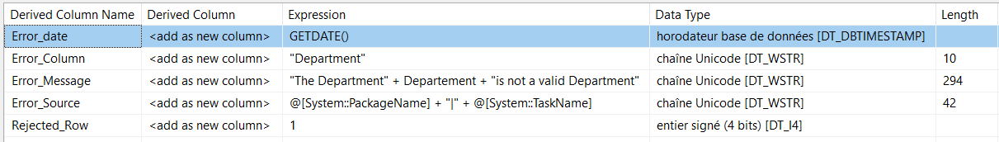 Derived Column Name Derived Column Expression Data Type Length
Error_date <add as new column> GETDATE() horodateur base de données [DT_DBTIMESTAMP]
Error_Column <add as new column> "Department" chaîne Unicode [DT_WSTR] 10
Error_Message <add as new column> "The Department" + Departement + "is not a valid Department" chaîne Unicode [DT_WSTR] 294
Error_Source <add as new column> @[System::PackageName] + "|" + @[System::TaskName] chaîne Unicode [DT_WSTR] 42
Rejected_Row <add as new column> 1 entier signé (4 bits) [DT_I4]